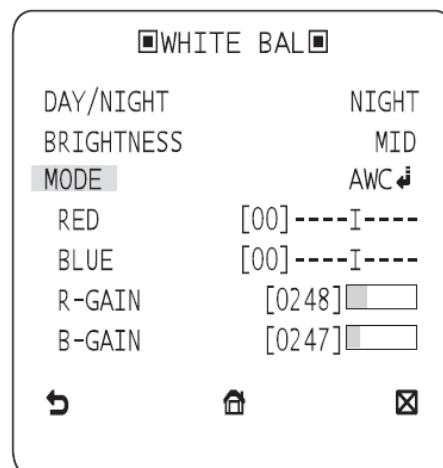 ▣WHITE BAL▣
DAY/NIGHT NIGHT
BRIGHTNESS MID
MODE AWC↲
RED [00]----I----
BLUE [00]----I----
R-GAIN [0248]
B-GAIN [0247]